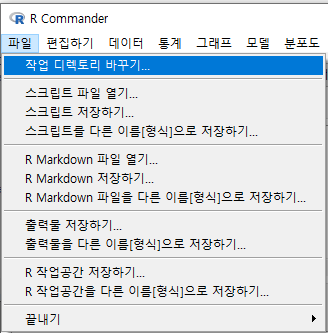 R Commander
파일 편집하기 데이터 통계 그래프 모델 분포도
작업 디렉토리 바꾸기...
스크립트 파일 열기...
스크립트 저장하기...
스크립트를 다른 이름[형식]으로 저장하기...
R Markdown 파일 열기...
R Markdown 저장하기...
R Markdown 파일을 다른 이름[형식]으로 저장하기...
출력물 저장하기...
출력물을 다른 이름[형식]으로 저장하기...
R 작업공간 저장하기...
R 작업공간을 다른 이름[형식]으로 저장하기...
끝내기